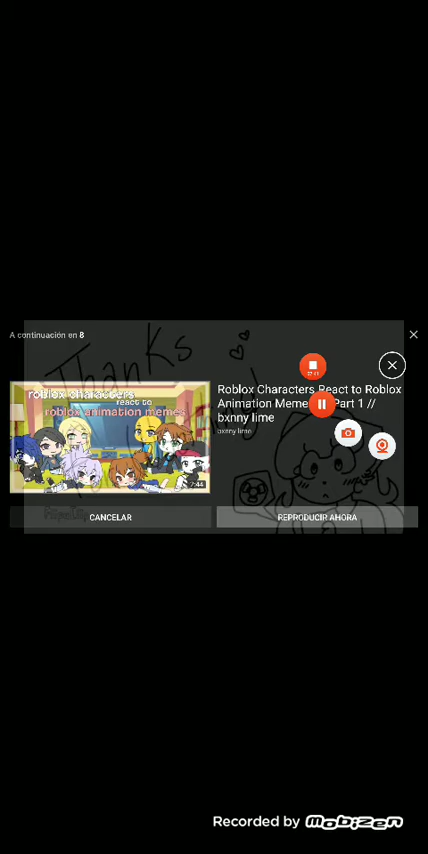 A continuación en 8
Thanks
roblox characters
react to
roblox animation memes
7:44
Roblox Characters React to Roblox
Animation Meme Part 1 //
bxnny lime
bxnny lime
CANCELAR
REPRODUCIR AHORA
Recorded by Mobizen